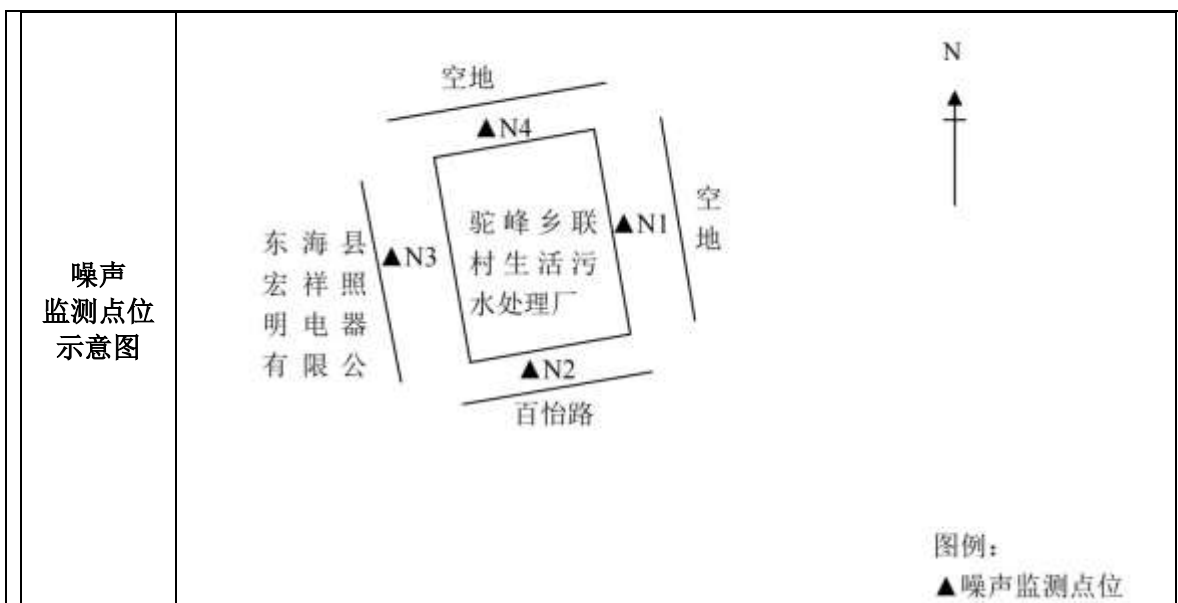 噪声
监测点位
示意图
N
空地
▲N4
驼峰乡联
村生活污
水处理厂
▲N1
空
地
东海县
宏祥照
明电器
有限公
▲N3
▲N2
百怡路
图例：
▲噪声监测点位